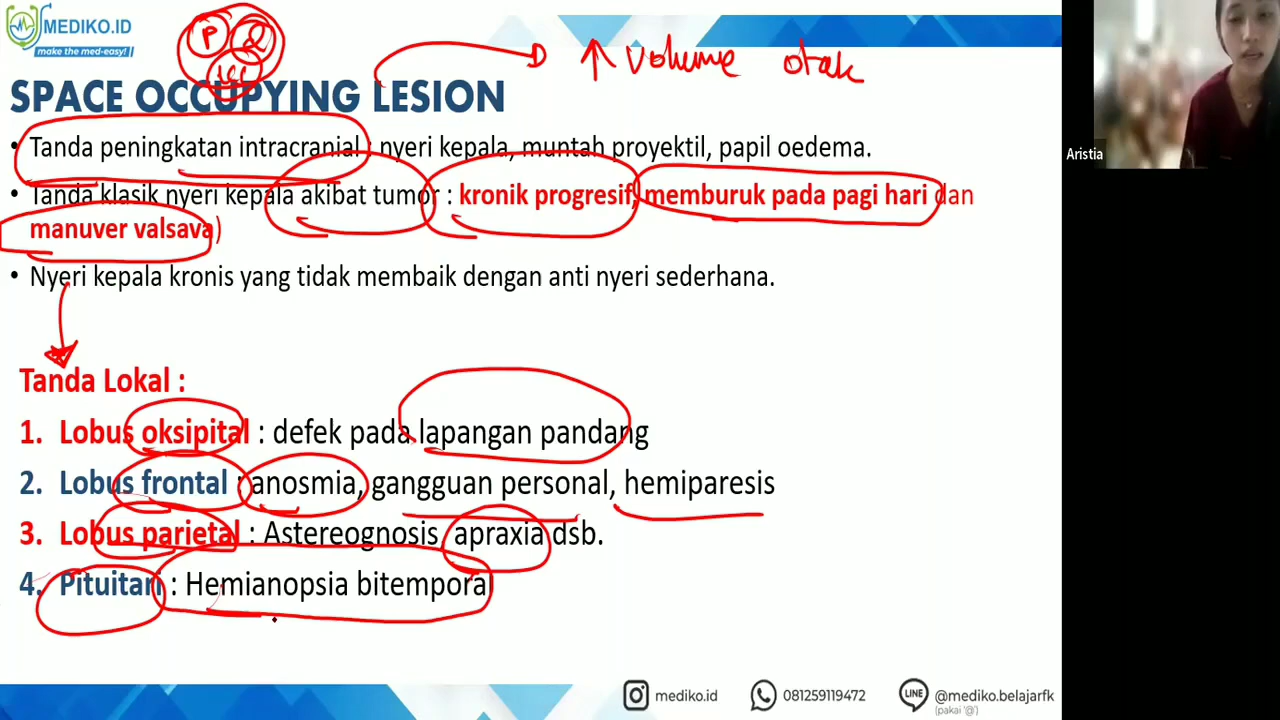 MEDIKO.ID
make the med-easy!
P
↑ volume otak
SPACE OCCUPYING LESION
• Tanda peningkatan intracranial : nyeri kepala, muntah proyektil, papil oedema.
• Tanda klasik nyeri kepala akibat tumor : kronik progresif, memburuk pada pagi hari dan
manuver valsava)
• Nyeri kepala kronis yang tidak membaik dengan anti nyeri sederhana.
Tanda Lokal :
1. Lobus oksipital : defek pada lapangan pandang
2. Lobus frontal : anosmia, gangguan personal, hemiparesis
3. Lobus parietal : Astereognosis apraxia dsb.
4. Pituitari : Hemianopsia bitempora
Aristia
mediko.id
081259119472
LINE
@mediko.belajarfk
(pakai '@')